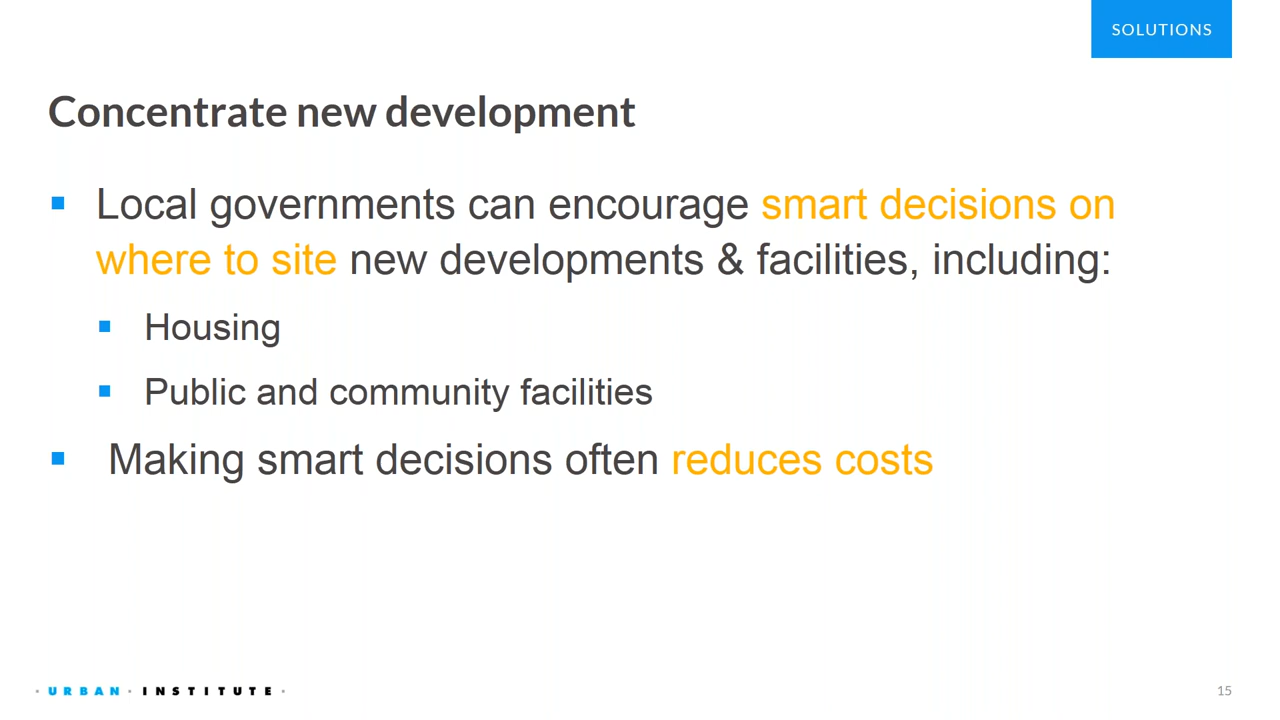 SOLUTIONS
Concentrate new development
▪ Local governments can encourage smart decisions on
where to site new developments & facilities, including:
▪ Housing
▪ Public and community facilities
▪ Making smart decisions often reduces costs
· URBAN · INSTITUTE ·
15